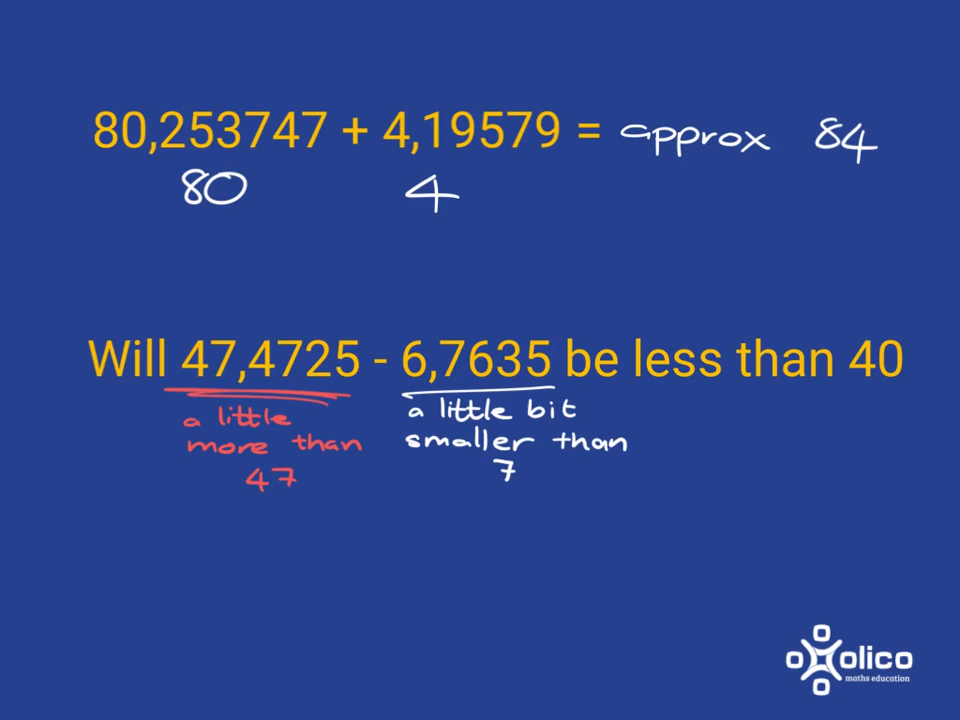 80,253747 + 4,19579 = approx 84
80 4
Will 47,4725 - 6,7635 be less than 40
a little
more than
47
a little bit
smaller than
7
olico
maths education